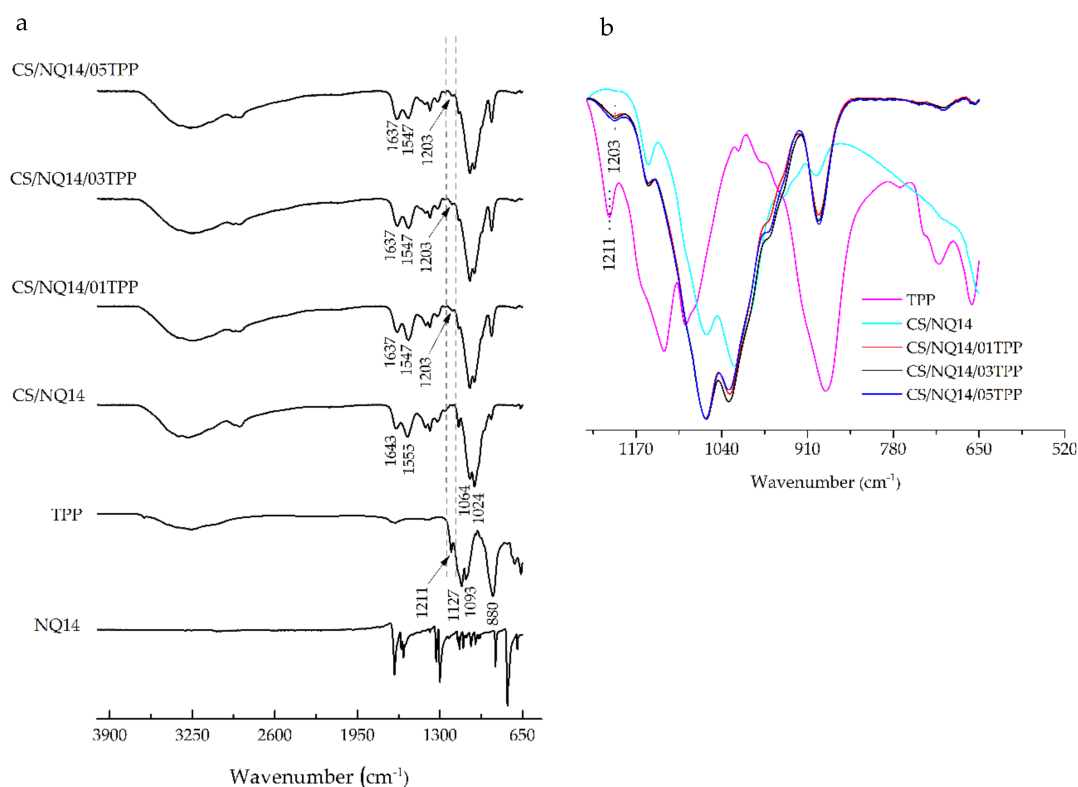 a
CS/NQ14/05TPP
1637
1547
1203
CS/NQ14/03TPP
1637
1547
1203
CS/NQ14/01TPP
1637
1547
1203
CS/NQ14
1643
1555
1064
1024
TPP
1211
1127
1093
880
NQ14
3900 3250 2600 1950 1300 650
Wavenumber (cm⁻¹)
b
1203
1211
TPP
CS/NQ14
CS/NQ14/01TPP
CS/NQ14/03TPP
CS/NQ14/05TPP
1170 1040 910 780 650 520
Wavenumber (cm⁻¹)